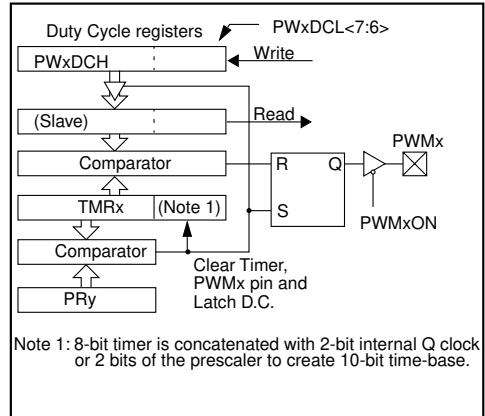 Duty Cycle registers
PWxDCL<7:6>
PWxDCH
Write
(Slave)
Read
Comparator
R
Q
PWMx
TMRx
(Note 1)
S
PWMxON
Comparator
Clear Timer,
PWMx pin and
Latch D.C.
PRy
Note 1: 8-bit timer is concatenated with 2-bit internal Q clock
or 2 bits of the prescaler to create 10-bit time-base.